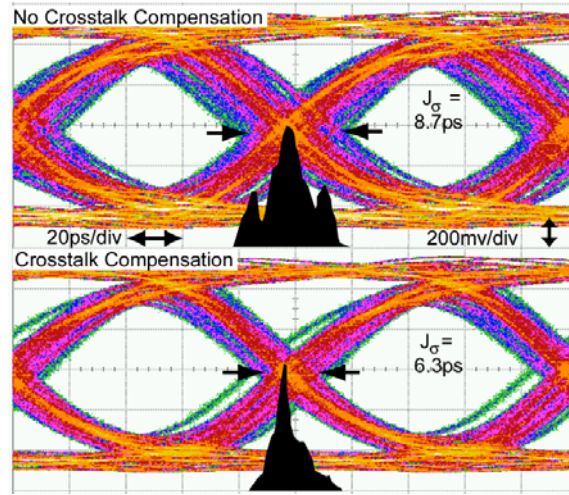 No Crosstalk Compensation
Jσ =
8.7ps
20ps/div
200mv/div
Crosstalk Compensation
Jσ =
6.3ps